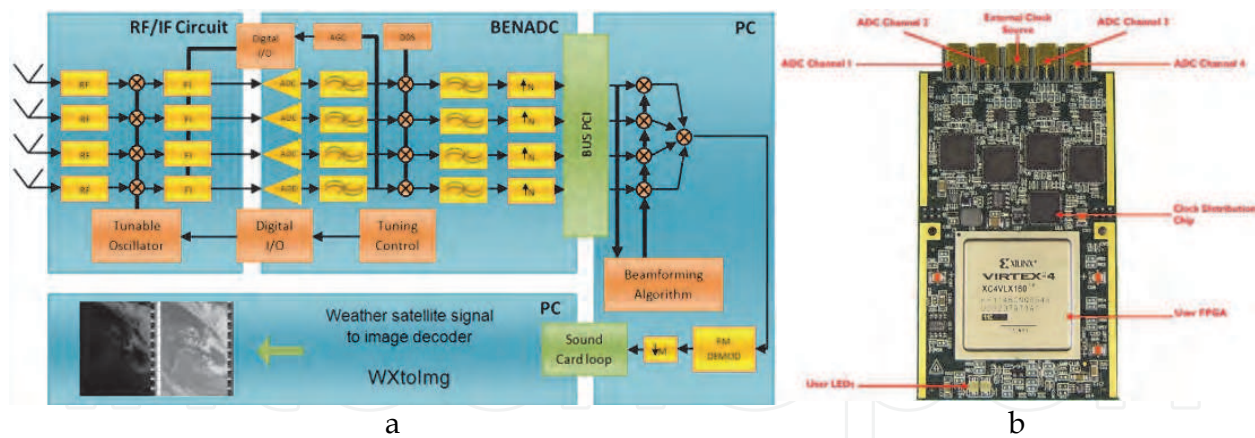 RF/IF Circuit
BENADC
PC
Digital
I/O
AGC
DDS
RF
FI
ADC
↑N
RF
FI
ADC
↑N
RF
FI
ADC
↑N
RF
FI
ADC
↑N
BUS PCI
Tunable
Oscillator
Digital
I/O
Tuning
Control
Beamforming
Algorithm
PC
Weather satellite signal
to image decoder
WXtoImg
Sound
Card loop
↓M
FM
DEMOD
a
ADC Channel 2
External Clock
Source
ADC Channel 3
ADC Channel 1
ADC Channel 4
Clock Distribution
Chip
XILINX
VIRTEX-4
XC4VLX160
User FPGA
User LEDs
b